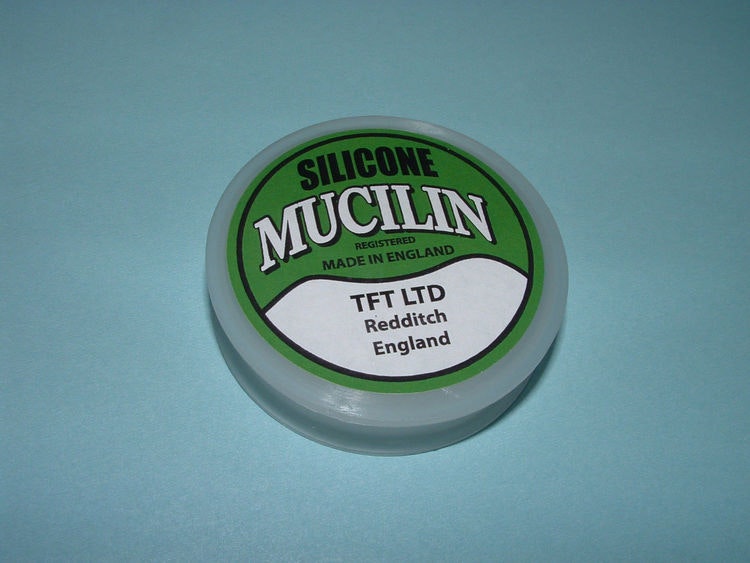 SILICONE
MUCILIN
REGISTERED
MADE IN ENGLAND
TFT LTD
Redditch
England